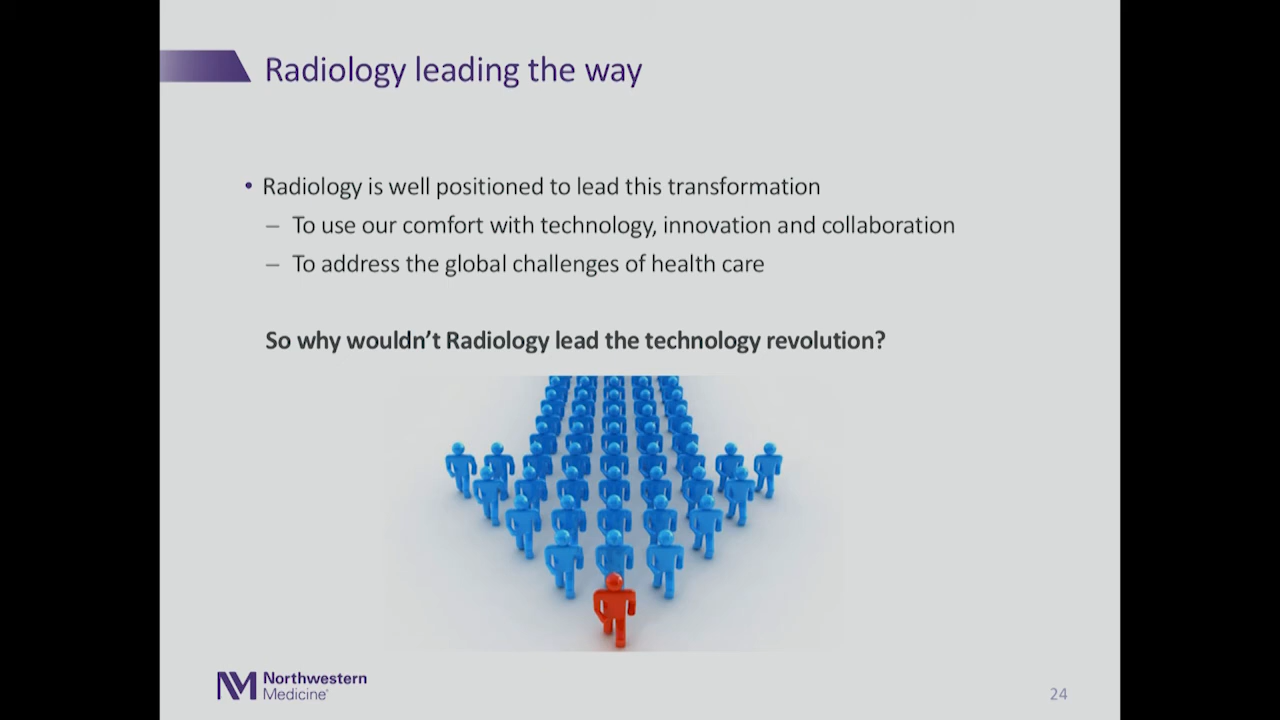 Radiology leading the way
• Radiology is well positioned to lead this transformation
– To use our comfort with technology, innovation and collaboration
– To address the global challenges of health care
So why wouldn’t Radiology lead the technology revolution?
NM Northwestern
Medicine®
24